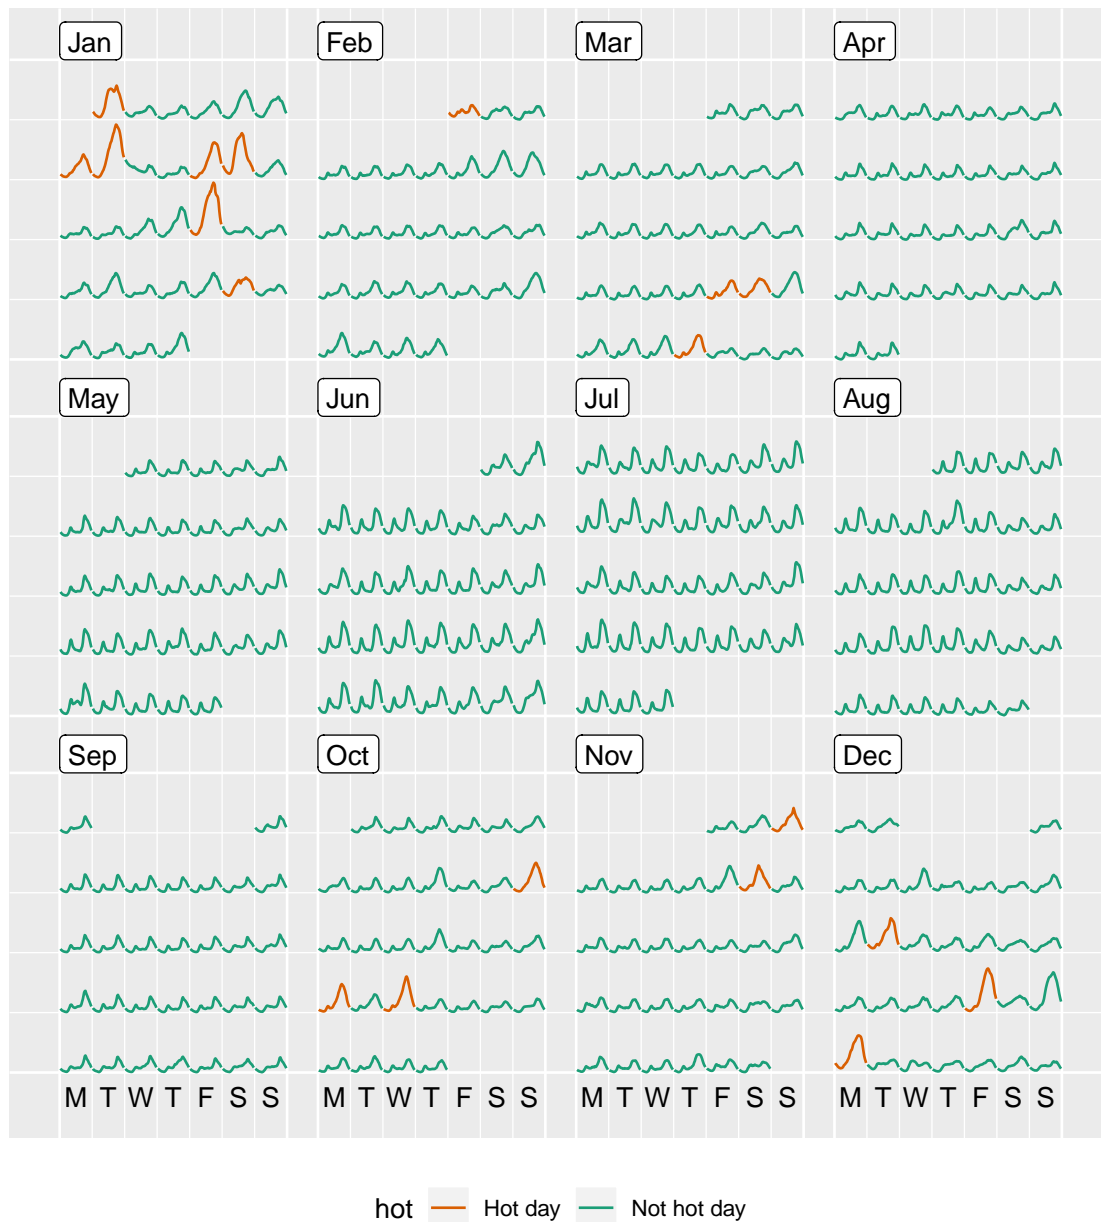 Jan Feb Mar Apr
May Jun Jul Aug
Sep Oct Nov Dec
M T W T F S S M T W T F S S M T W T F S S M T W T F S S
hot Hot day Not hot day